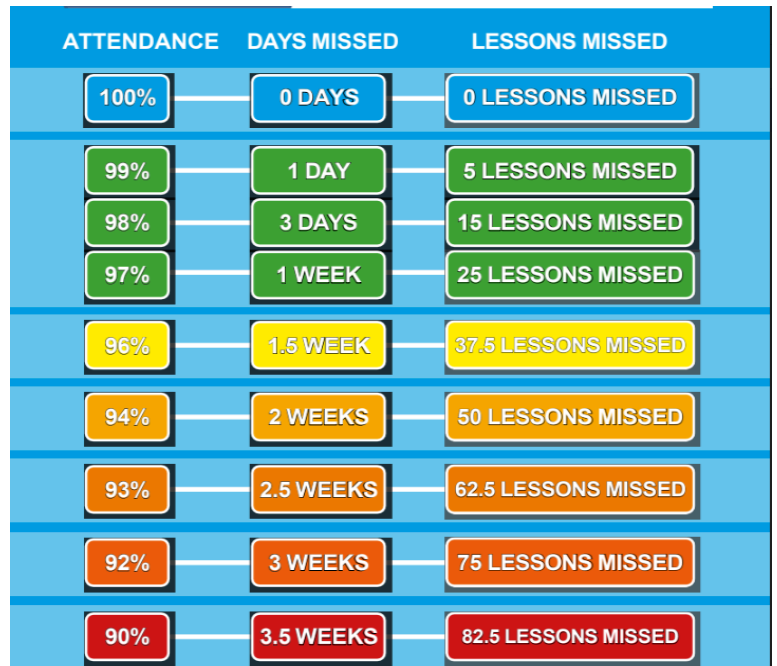 ATTENDANCE DAYS MISSED LESSONS MISSED
100% 0 DAYS 0 LESSONS MISSED
99% 1 DAY 5 LESSONS MISSED
98% 3 DAYS 15 LESSONS MISSED
97% 1 WEEK 25 LESSONS MISSED
96% 1.5 WEEK 37.5 LESSONS MISSED
94% 2 WEEKS 50 LESSONS MISSED
93% 2.5 WEEKS 62.5 LESSONS MISSED
92% 3 WEEKS 75 LESSONS MISSED
90% 3.5 WEEKS 82.5 LESSONS MISSED